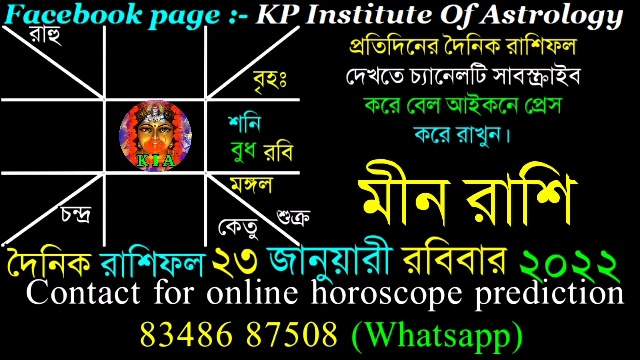 Facebook page :- KP Institute Of Astrology
রাহু
বৃহঃ
শনি
বুধ রবি
KIA
মঙ্গল
চন্দ্র
কেতু
শুক্র
প্রতিদিনের দৈনিক রাশিফল
দেখতে চ্যানেলটি সাবস্ক্রাইব
করে বেল আইকনে প্রেস
করে রাখুন।
মীন রাশি
দৈনিক রাশিফল ২৩ জানুয়ারী রবিবার ২০২২
Contact for online horoscope prediction
83486 87508 (Whatsapp)